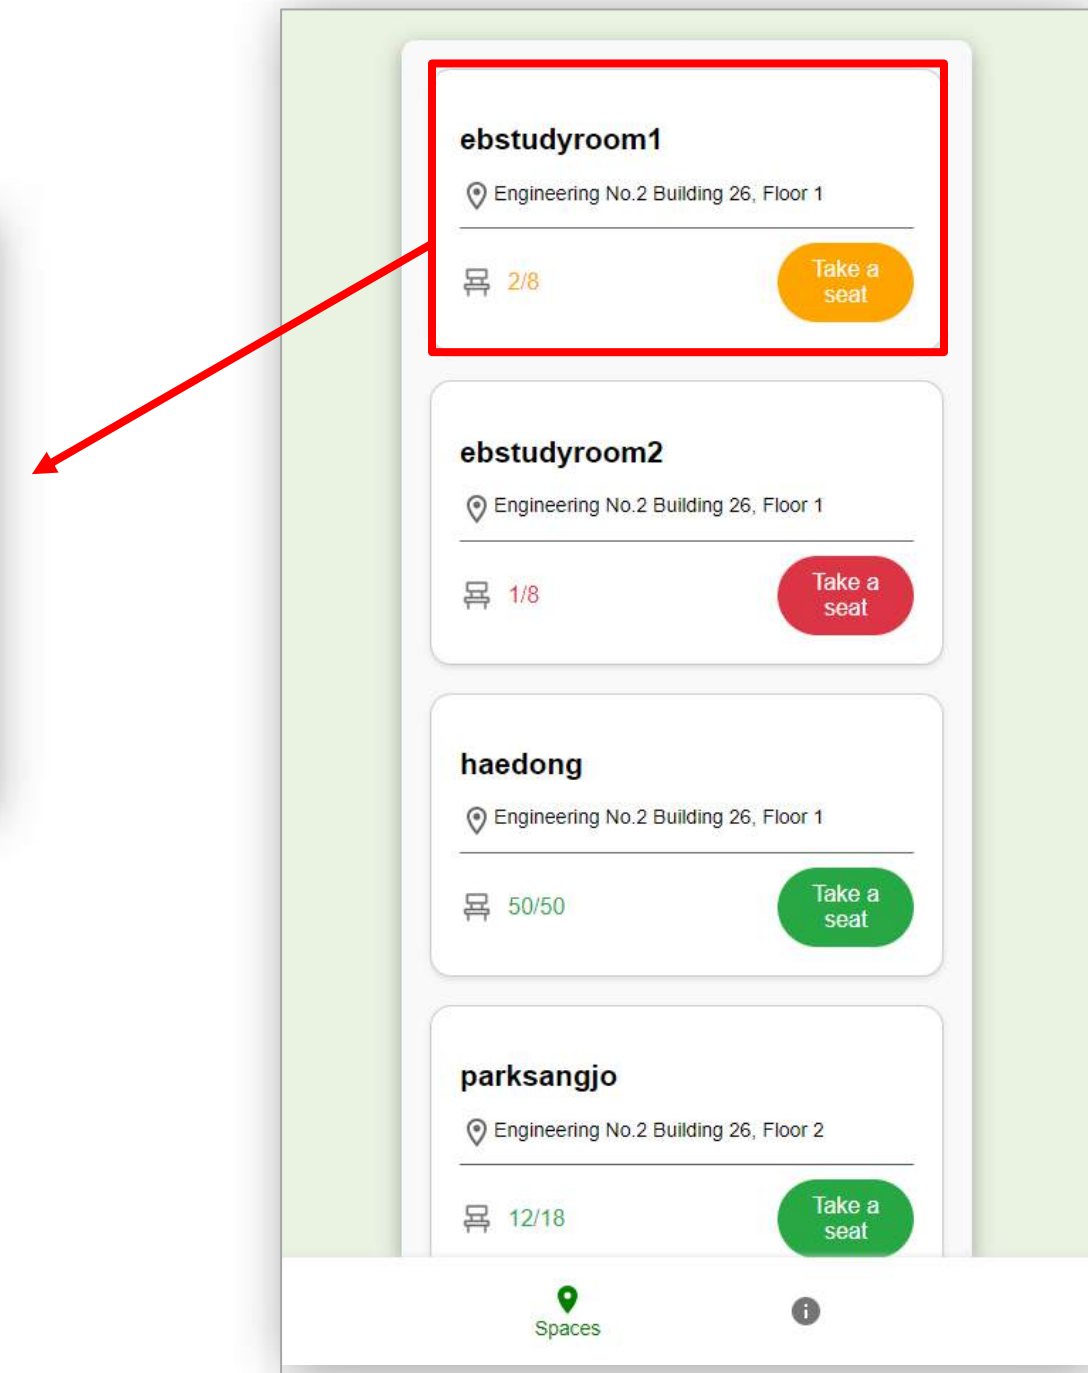 ebstudyroom1
Engineering No.2 Building 26, Floor 1
2/8
Take a
seat
ebstudyroom2
Engineering No.2 Building 26, Floor 1
1/8
Take a
seat
haedong
Engineering No.2 Building 26, Floor 1
50/50
Take a
seat
parksangjo
Engineering No.2 Building 26, Floor 2
12/18
Take a
seat
Spaces